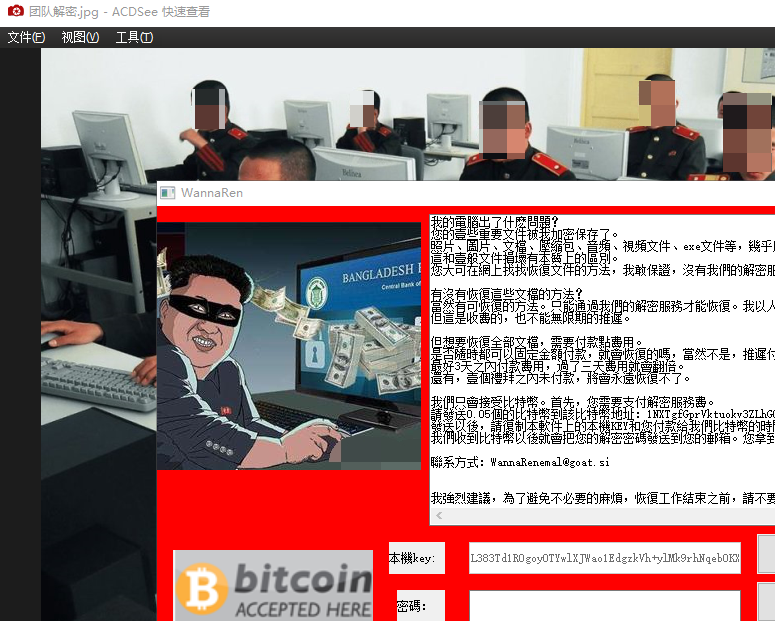 团队解密.jpg - ACDSee 快速查看
文件(F) 视图(V) 工具(T)
WannaRen
BANGLADESH
Central Bank of
我的電腦出了什麽問題?
您的壹些重要文件被我加密保存了。
照片、圖片、文檔、壓縮包、音頻、視頻文件、exe文件等，幾乎
這和壹般文件損壞有本質上的區別。
您大可在網上找找恢復文件的方法，我敢保證，沒有我們的解密服
有沒有恢復這些文檔的方法?
當然有可恢復的方法。只能通過我們的解密服務才能恢復。我以人
但這是收費的，也不能無限期的推遲。
但想要恢復全部文檔，需要付款點費用。
是否隨時都可以固定金額付款，就會恢復的嗎，當然不是，推遲付
最好3天之內付款費用，過了三天費用就會翻倍。
還有，壹個禮拜之內未付款，將會永遠恢復不了。
我們只會接受比特幣。首先，您需要支付解密服務費。
請發送0.05個的比特幣到該比特幣地址：
發送以後，請復制本軟件上的本機KEY和您付款給我們比特幣的時
我們收到比特幣以後就會把您的解密密碼發送到您的郵箱。您拿到
聯系方式：WannaRenemal@goat.si
我強烈建議，為了避免不必要的麻煩，恢復工作結束之前，請不要
本機key:
bitcoin
ACCEPTED HERE
密碼：